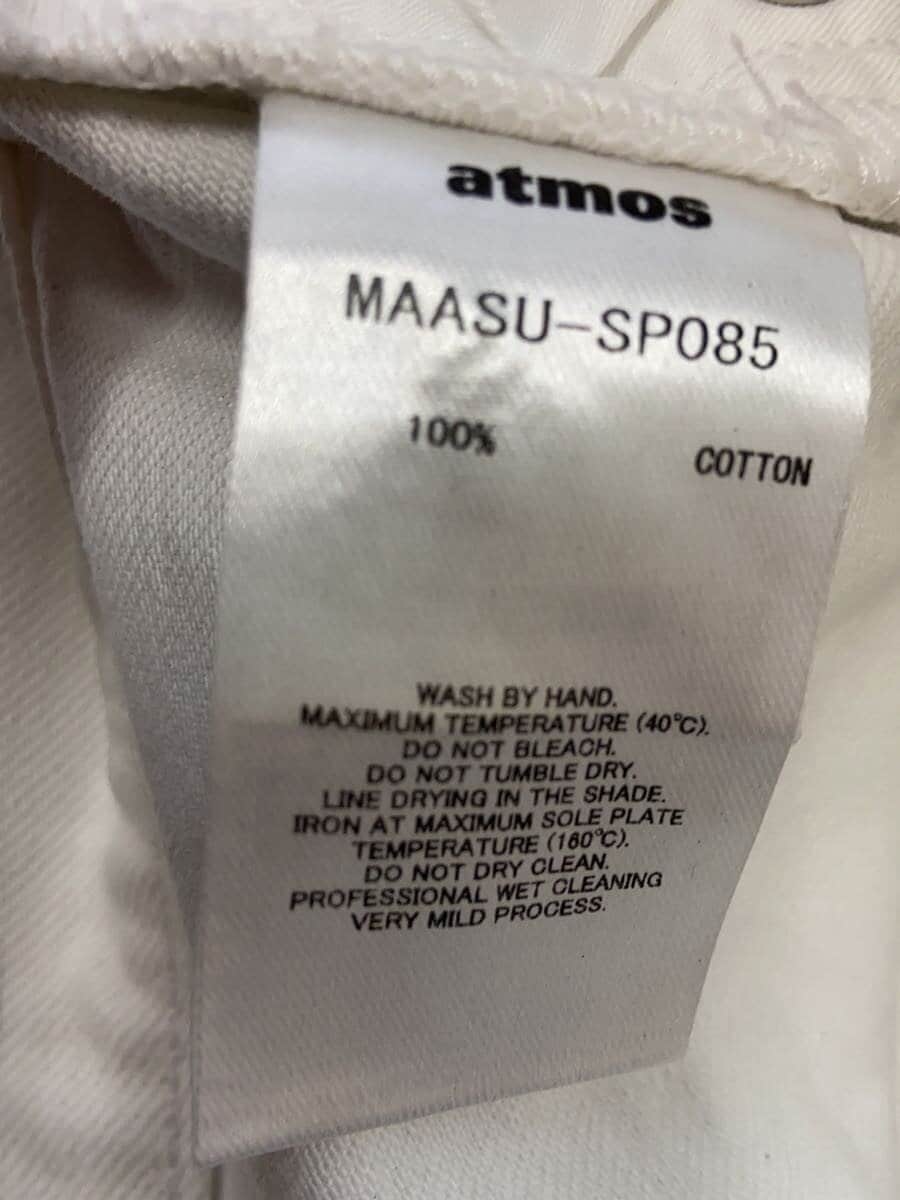 atmos
MAASU-SP085
100% COTTON
WASH BY HAND.
MAXIMUM TEMPERATURE (40℃).
DO NOT BLEACH.
DO NOT TUMBLE DRY.
LINE DRYING IN THE SHADE.
IRON AT MAXIMUM SOLE PLATE
TEMPERATURE (160℃).
DO NOT DRY CLEAN.
PROFESSIONAL WET CLEANING
VERY MILD PROCESS.